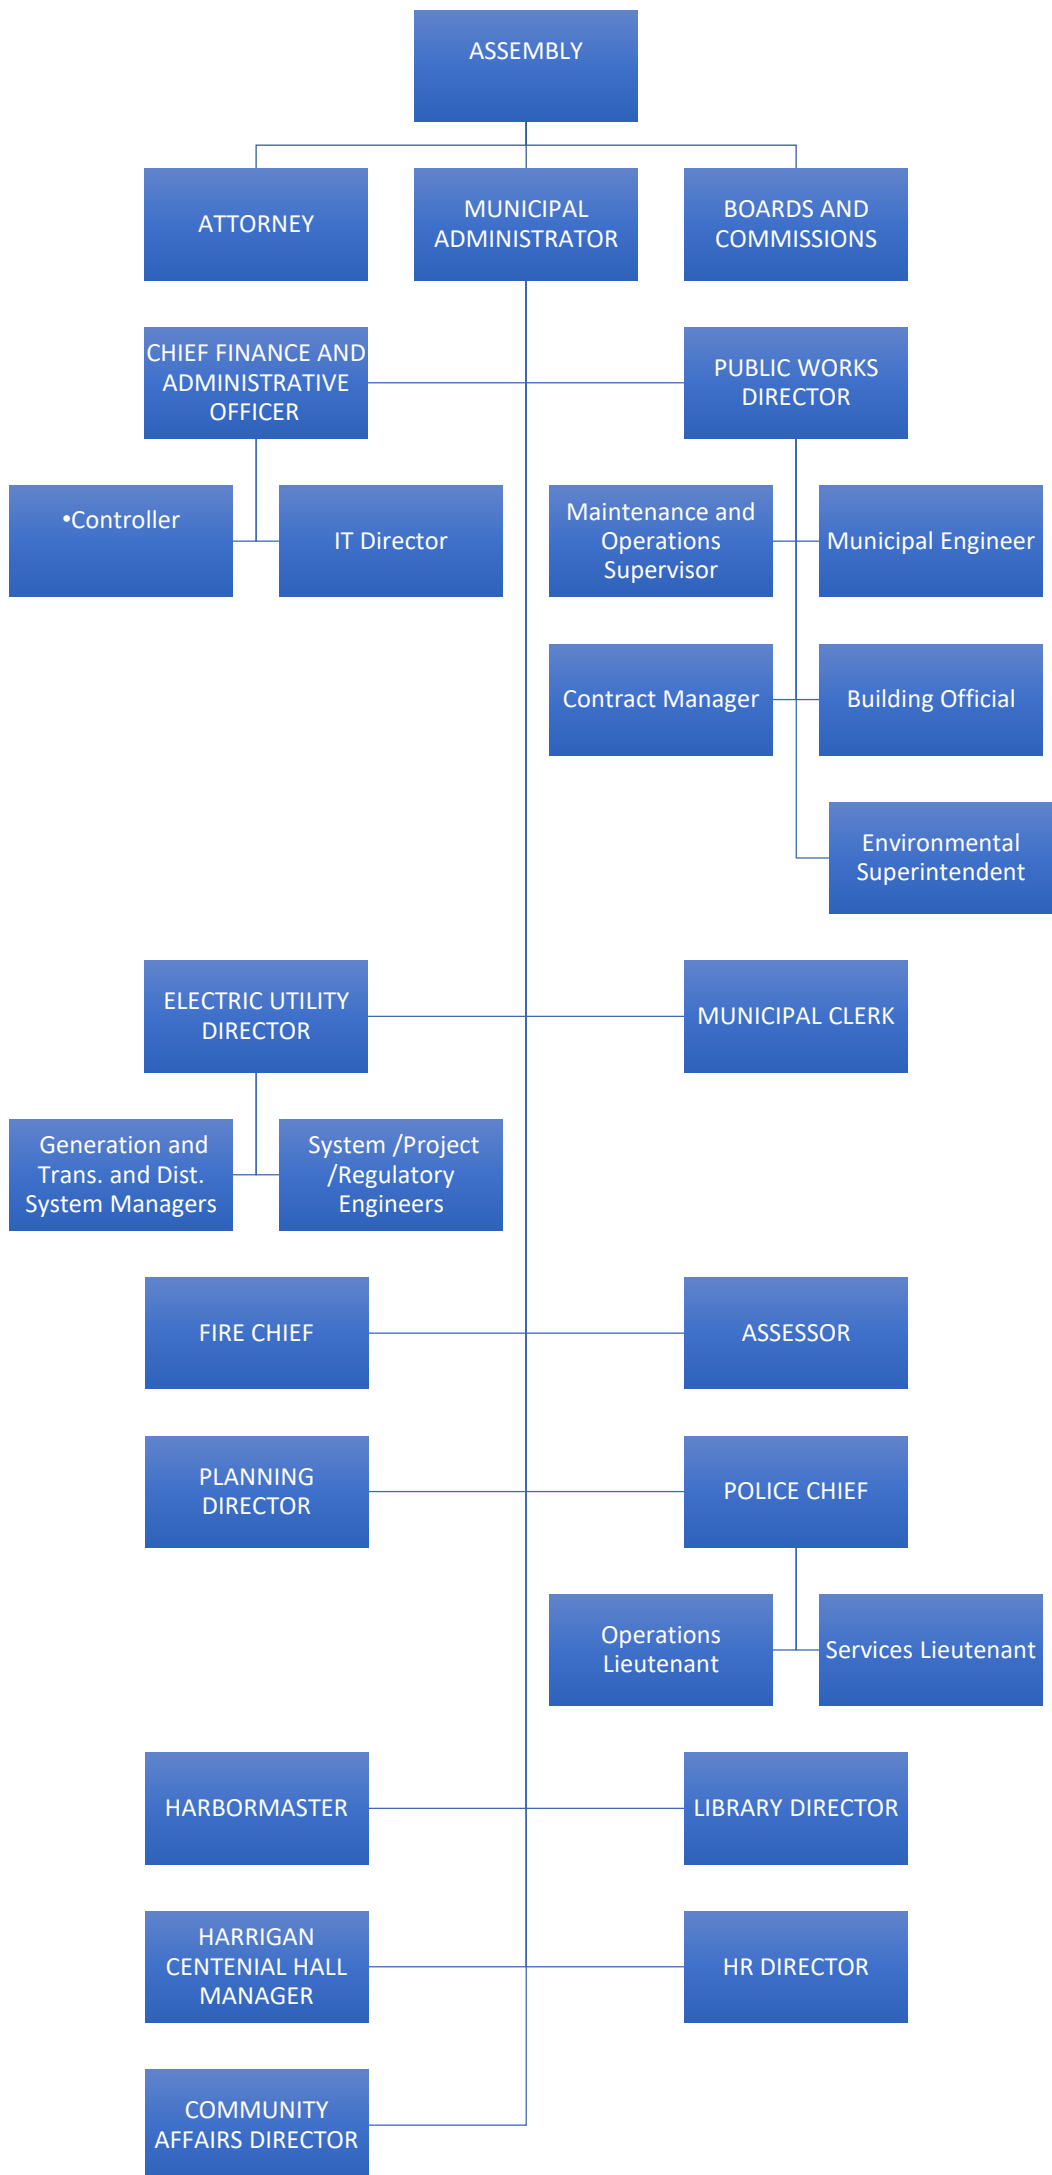 ASSEMBLY
ATTORNEY
MUNICIPAL
ADMINISTRATOR
BOARDS AND
COMMISSIONS
CHIEF FINANCE AND
ADMINISTRATIVE
OFFICER
PUBLIC WORKS
DIRECTOR
•Controller
IT Director
Maintenance and
Operations
Supervisor
Municipal Engineer
Contract Manager
Building Official
Environmental
Superintendent
ELECTRIC UTILITY
DIRECTOR
MUNICIPAL CLERK
Generation and
Trans. and Dist.
System Managers
System /Project
/Regulatory
Engineers
FIRE CHIEF
ASSESSOR
PLANNING
DIRECTOR
POLICE CHIEF
Operations
Lieutenant
Services Lieutenant
HARBORMASTER
LIBRARY DIRECTOR
HARRIGAN
CENTENIAL HALL
MANAGER
HR DIRECTOR
COMMUNITY
AFFAIRS DIRECTOR